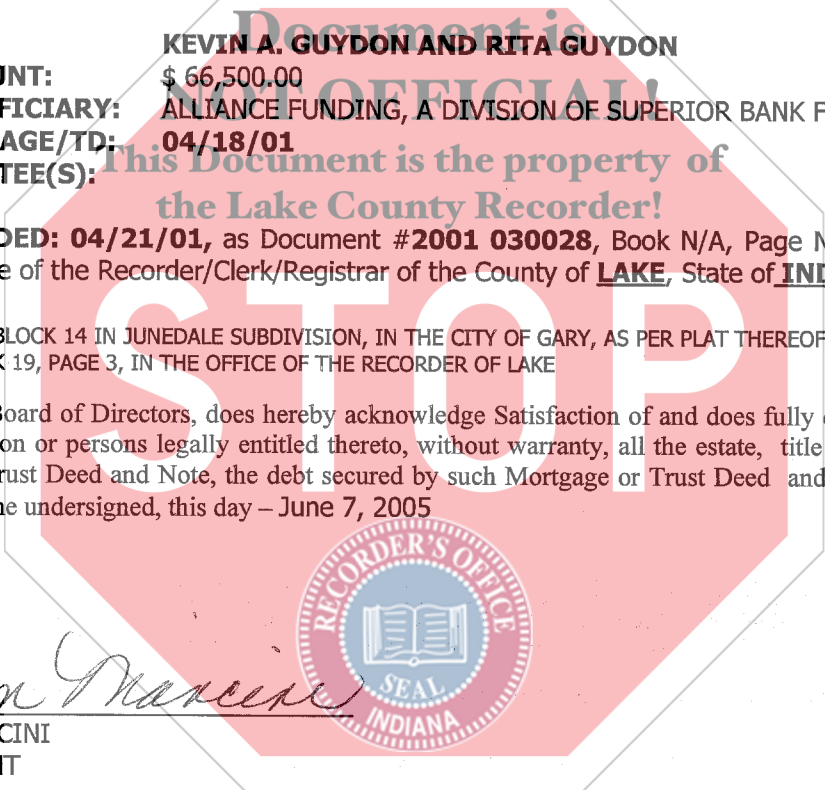 Document is
KEVIN A. GUYDON AND RITA GUYDON
UNT: $ 66,500.00
NOT OFFICIAL!
FICIARY: ALLIANCE FUNDING, A DIVISION OF SUPERIOR BANK F
AGE/TD: 04/18/01
This Document is the property of
TEE(S):
the Lake County Recorder!
DED: 04/21/01, as Document #2001 030028, Book N/A, Page N
e of the Recorder/Clerk/Registrar of the County of LAKE, State of IND
STOP
BLOCK 14 IN JUNEDALE SUBDIVISION, IN THE CITY OF GARY, AS PER PLAT THEREOF
K 19, PAGE 3, IN THE OFFICE OF THE RECORDER OF LAKE
Board of Directors, does hereby acknowledge Satisfaction of and does fully
on or persons legally entitled thereto, without warranty, all the estate, title
rust Deed and Note, the debt secured by such Mortgage or Trust Deed and
e undersigned, this day – June 7, 2005
RECORDER'S OFFICE
SEAL
INDIANA
n Mancini
CINI
NT